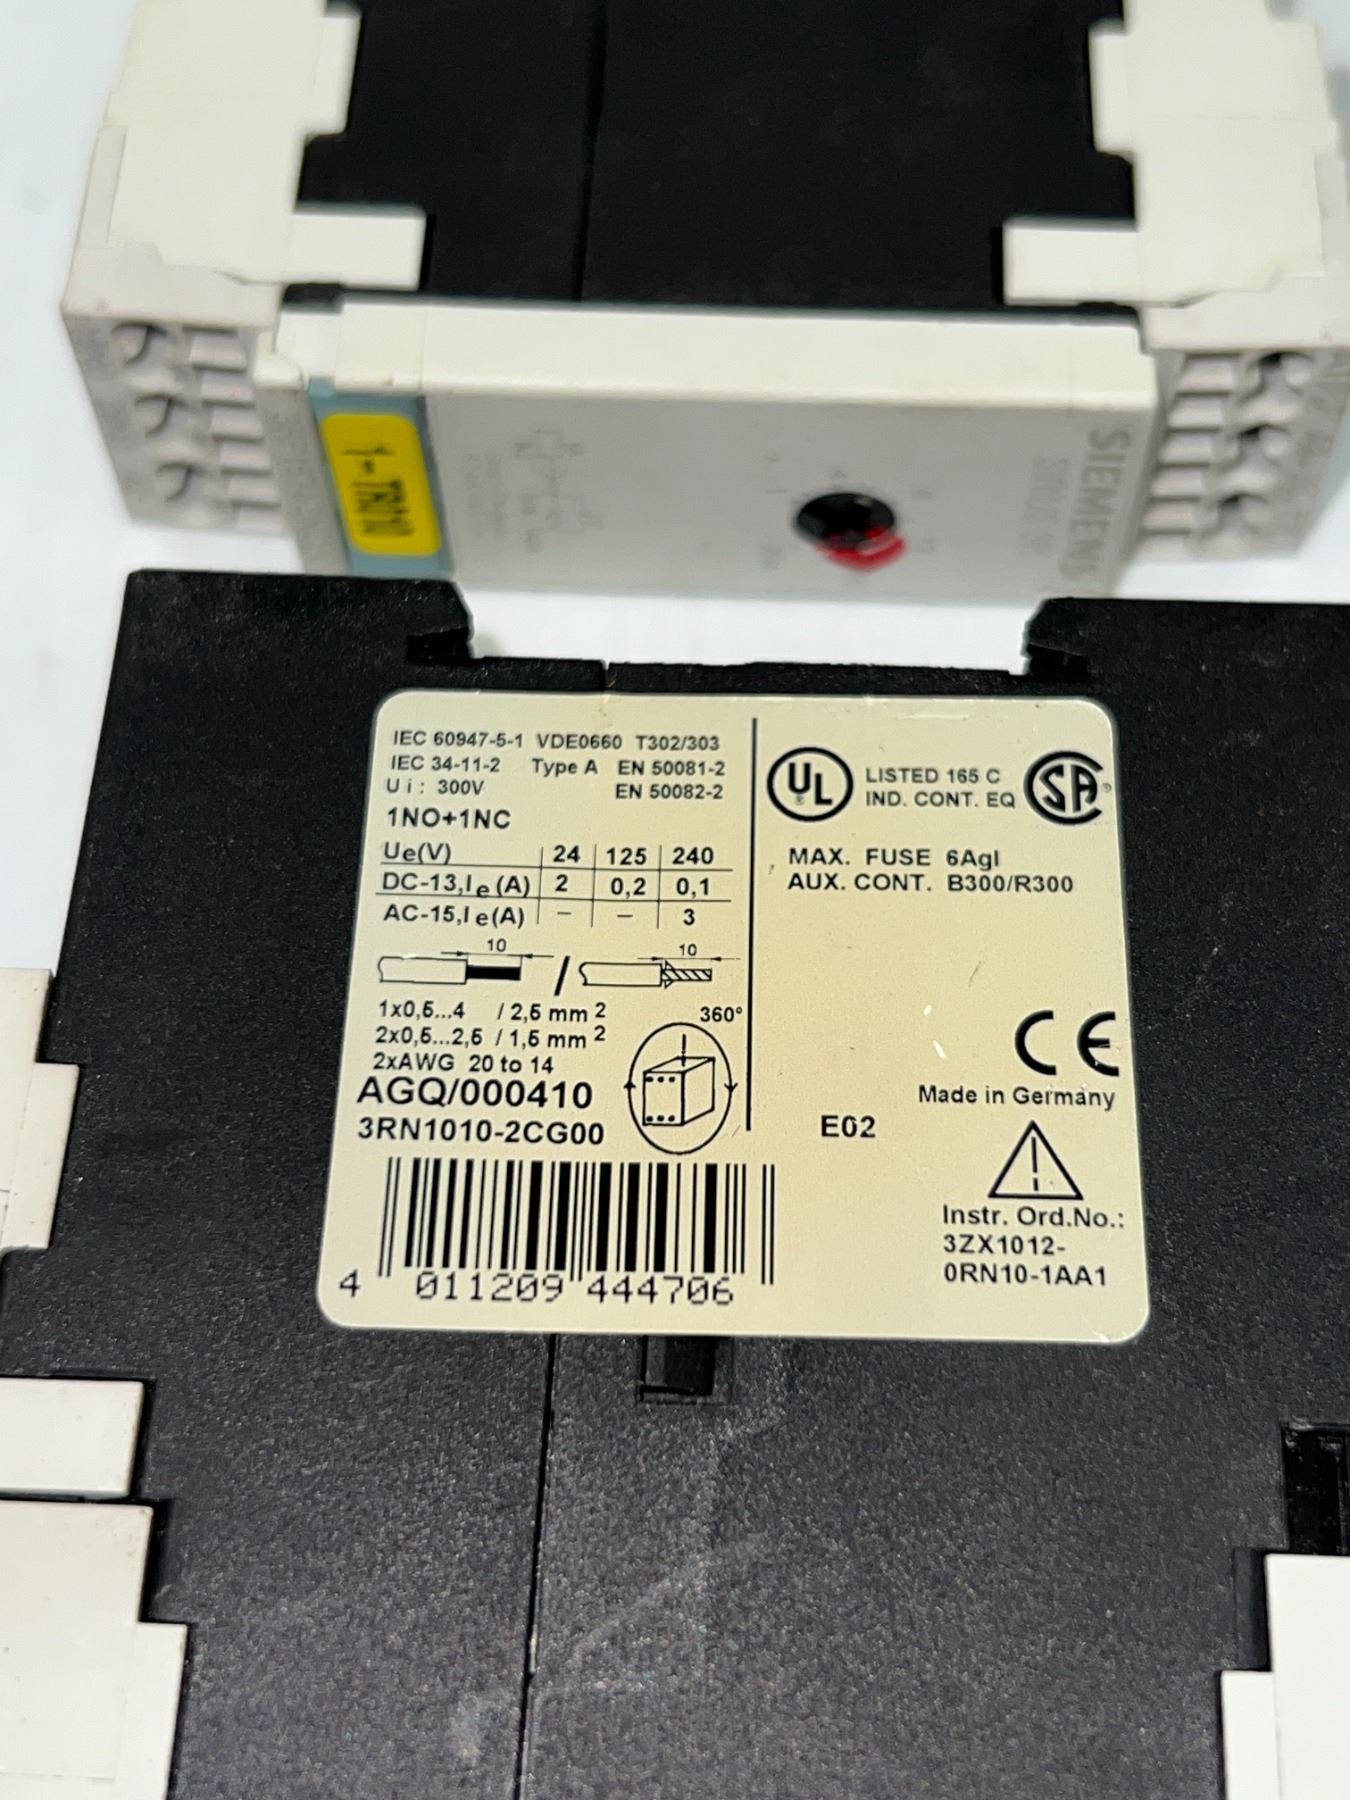 SIEMENS
1-TR010
IEC 60947-5-1 VDE0660 T302/303
IEC 34-11-2 Type A EN 50081-2
Ui: 300V EN 50082-2
1NO+1NC
Ue(V) 24 125 240
DC-13,Ie(A) 2 0,2 0,1
AC-15,Ie(A) – – 3
10 / 10
1x0,5...4 / 2,5 mm2
2x0,5...2,5 / 1,5 mm2
2xAWG 20 to 14
360°
AGQ/000410
3RN1010-2CG00
4 011209 444706
UL ® LISTED 165 C
IND. CONT. EQ
SA ®
MAX. FUSE 6Agl
AUX. CONT. B300/R300
CE
Made in Germany
E02
Instr. Ord.No.:
3ZX1012-
0RN10-1AA1